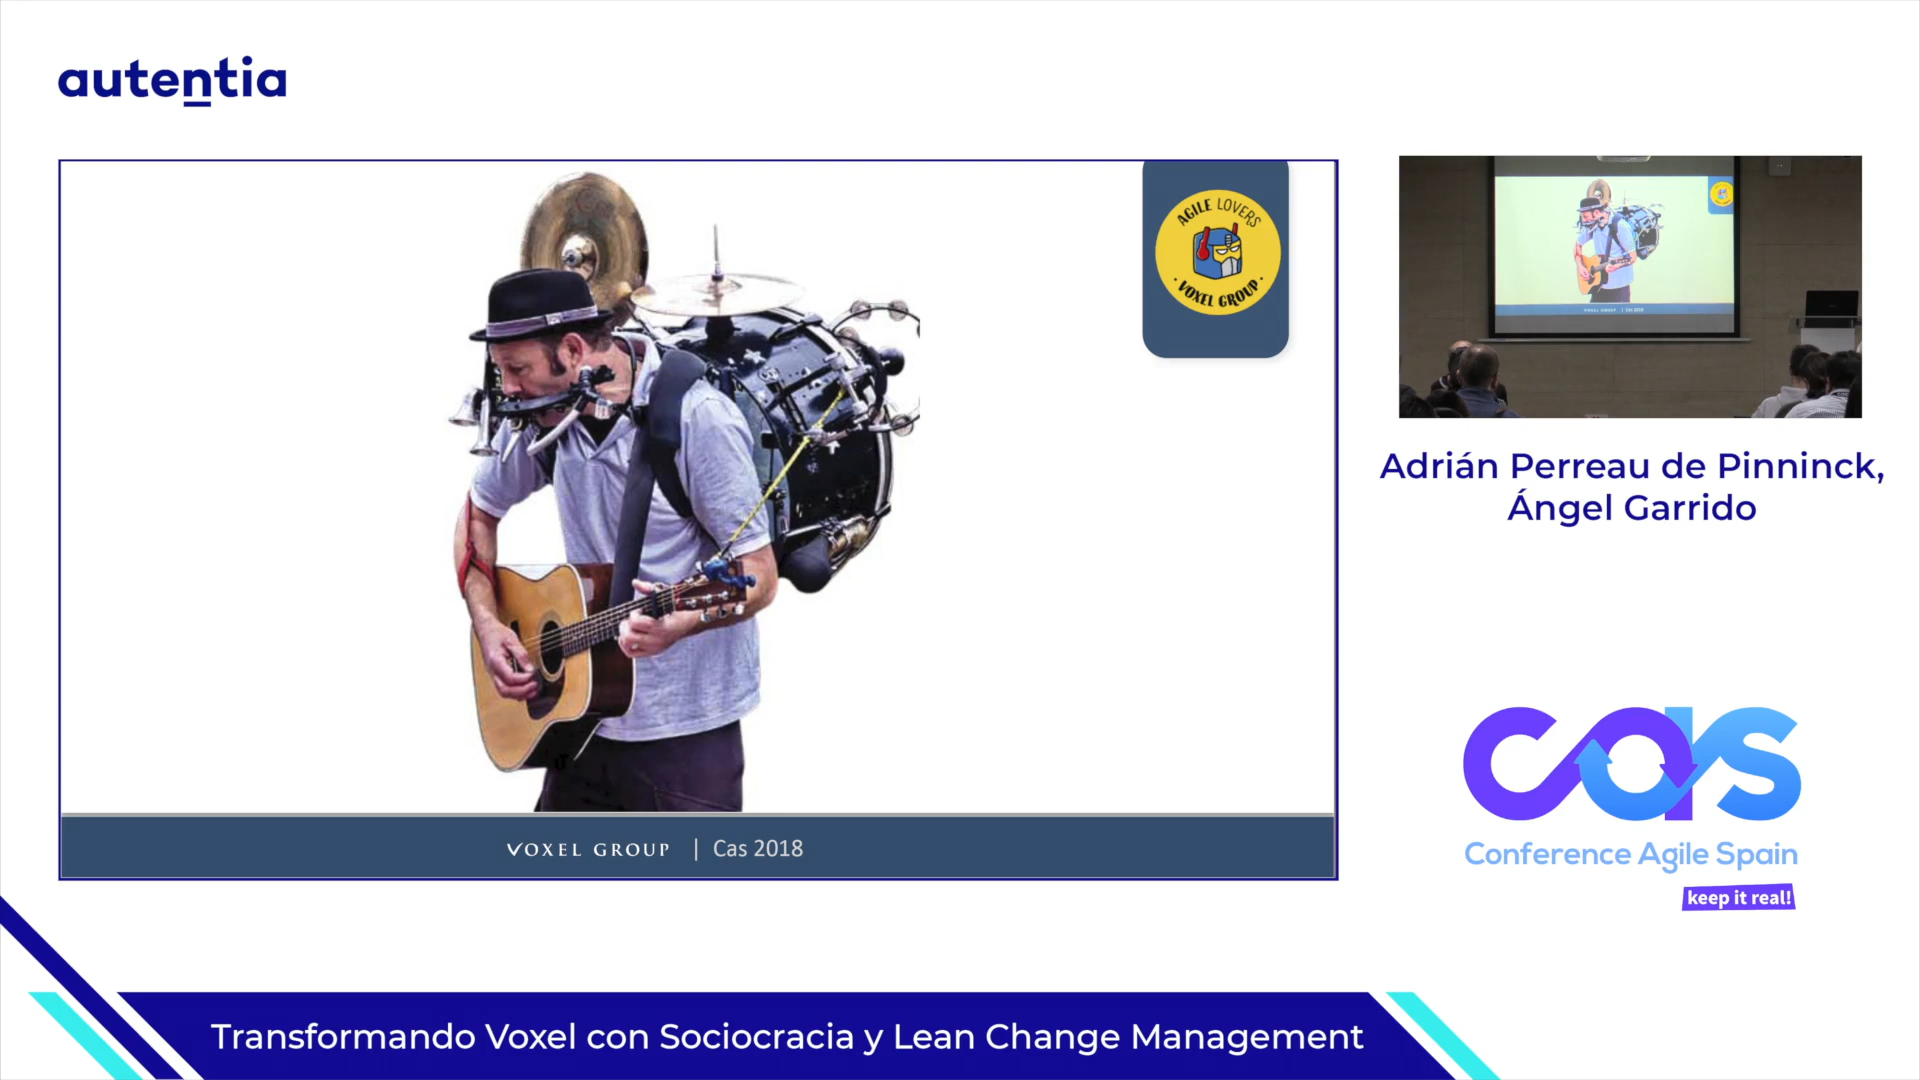 autentia
AGILE LOVERS
· VOXEL GROUP ·
VOXEL GROUP | Cas 2018
Adrián Perreau de Pinninck,
Ángel Garrido
cas
Conference Agile Spain
keep it real!
Transformando Voxel con Sociocracia y Lean Change Management